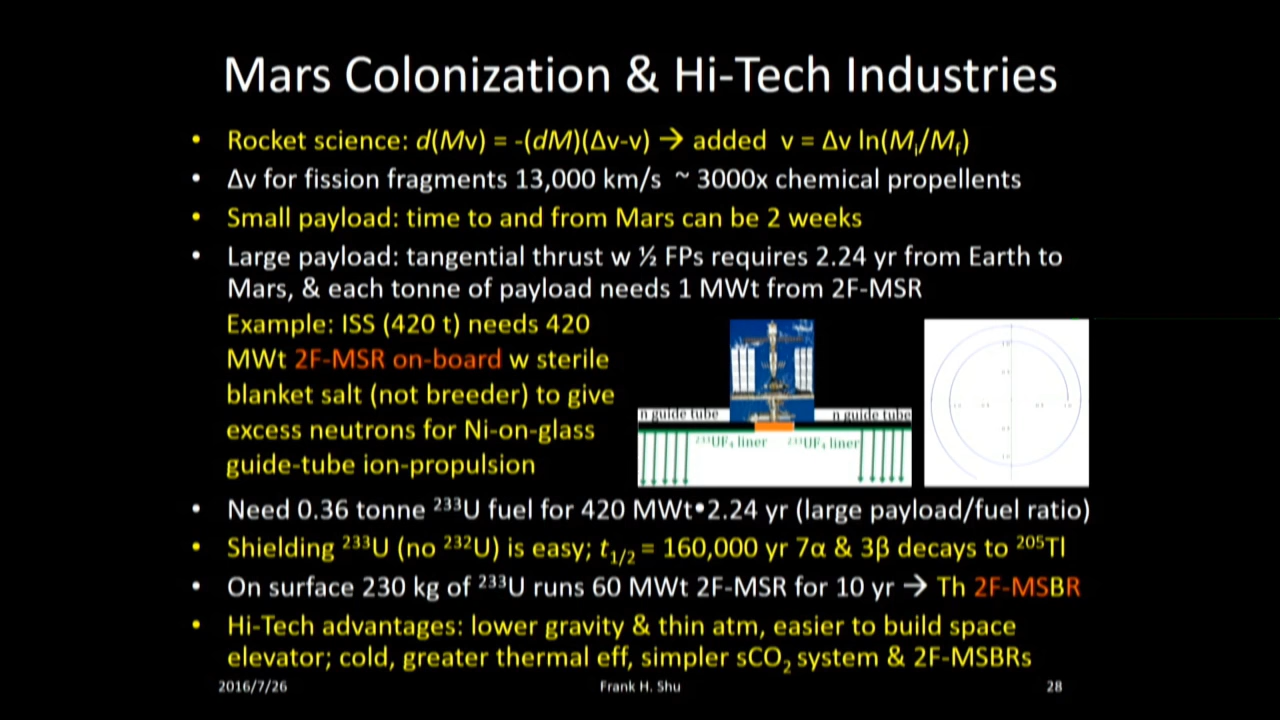 Mars Colonization & Hi-Tech Industries
• Rocket science: d(Mv) = -(dM)(Δv-v) → added v = Δv ln(Mi/Mf)
• Δv for fission fragments 13,000 km/s ~ 3000x chemical propellents
• Small payload: time to and from Mars can be 2 weeks
• Large payload: tangential thrust w ½ FPs requires 2.24 yr from Earth to
Mars, & each tonne of payload needs 1 MWt from 2F-MSR
Example: ISS (420 t) needs 420
MWt 2F-MSR on-board w sterile
blanket salt (not breeder) to give
excess neutrons for Ni-on-glass
guide-tube ion-propulsion
n guide tube n guide tube
²³³UF₄ liner ²³³UF₄ liner
• Need 0.36 tonne ²³³U fuel for 420 MWt•2.24 yr (large payload/fuel ratio)
• Shielding ²³³U (no ²³²U) is easy; t1/2 = 160,000 yr 7α & 3β decays to ²⁰⁵Tl
• On surface 230 kg of ²³³U runs 60 MWt 2F-MSR for 10 yr → Th 2F-MSBR
• Hi-Tech advantages: lower gravity & thin atm, easier to build space
elevator; cold, greater thermal eff, simpler sCO₂ system & 2F-MSBRs
2016/7/26 Frank H. Shu 28